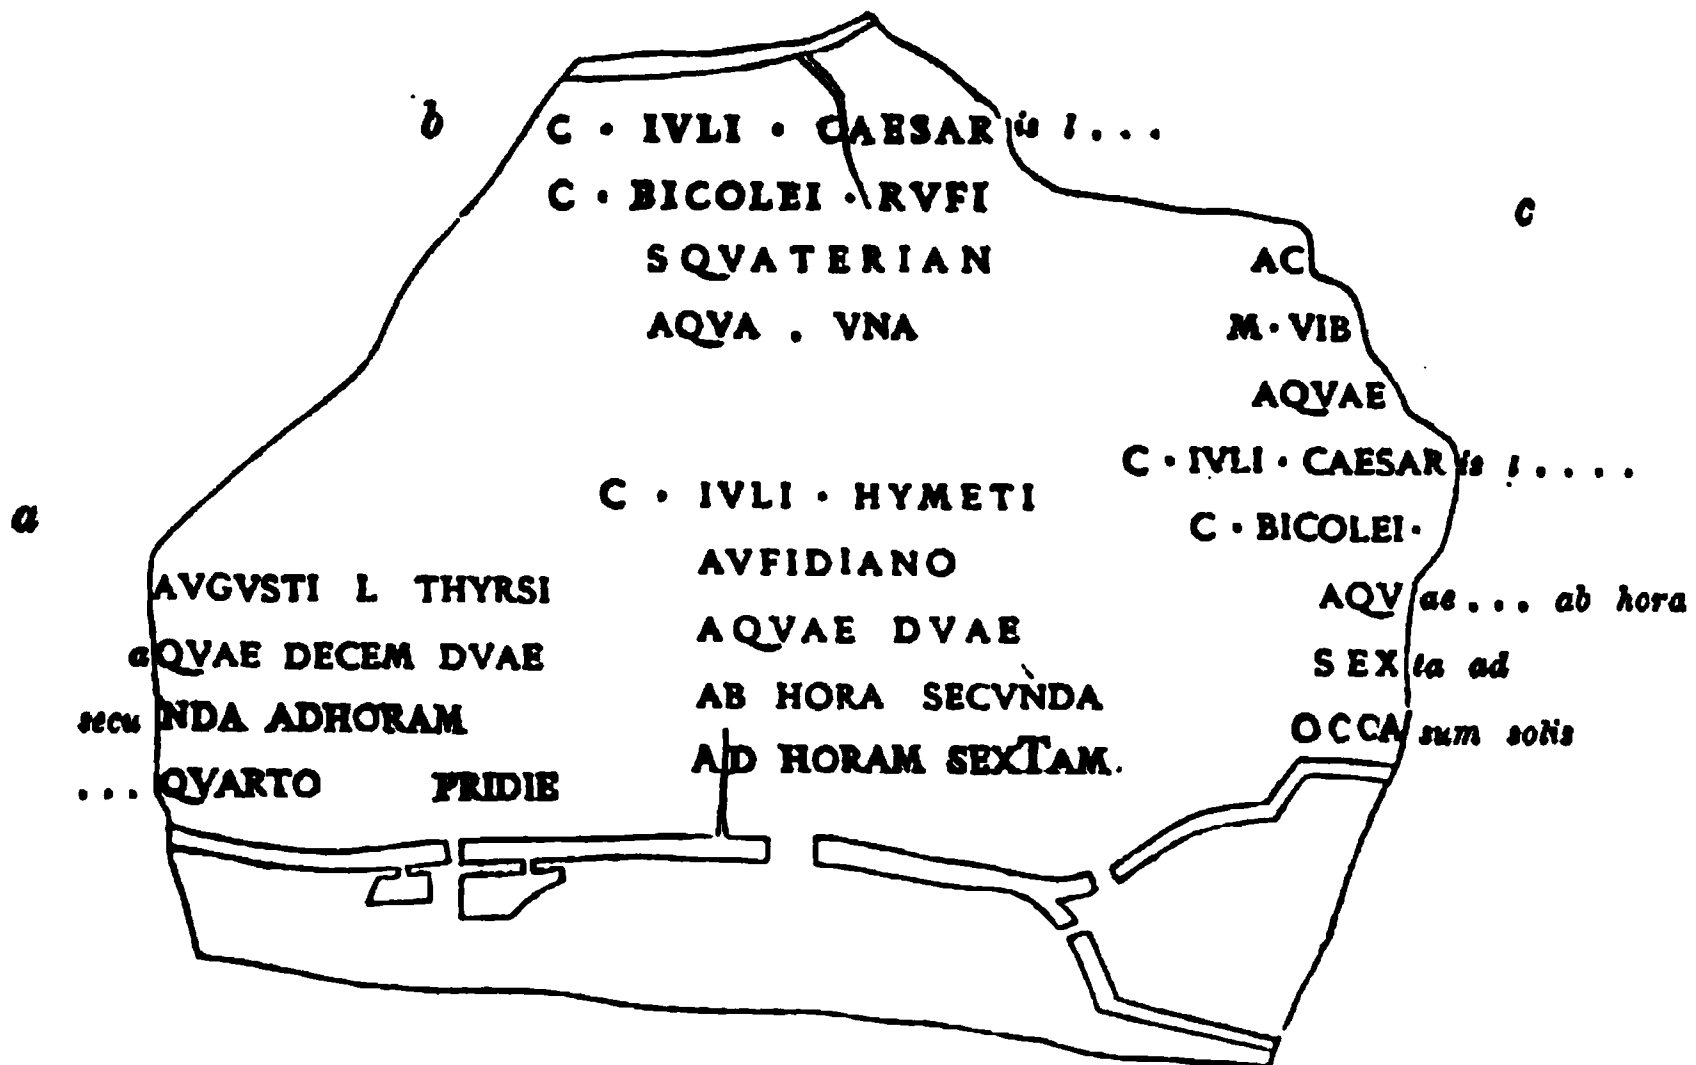 a
AVGVSTI L THYRSI
aQVAE DECEM DVAE
secuNDA ADHORAM
... QVARTO PRIDIE
b
C · IVLI · CAESARis l...
C · BICOLEI · RVFI
SQVATERIAN
AQVA . VNA
C · IVLI · HYMETI
AVFIDIANO
AQVAE DVAE
AB HORA SECVNDA
AD HORAM SEXTAM.
c
AC
M · VIB
AQVAE
C · IVLI · CAESARis l....
C · BICOLEI ·
AQVae... ab hora
SEXta ad
OCCAsum solis